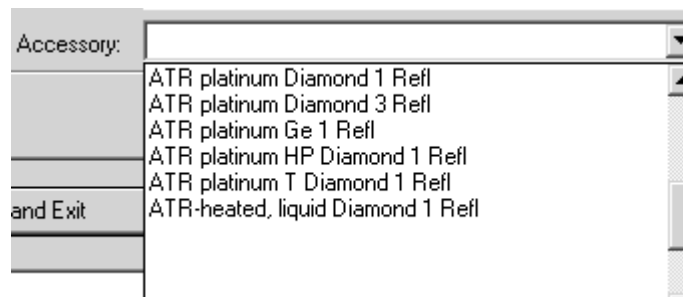 Accessory:
ATR platinum Diamond 1 Refl
ATR platinum Diamond 3 Refl
ATR platinum Ge 1 Refl
ATR platinum HP Diamond 1 Refl
ATR platinum T Diamond 1 Refl
and Exit
ATR-heated, liquid Diamond 1 Refl